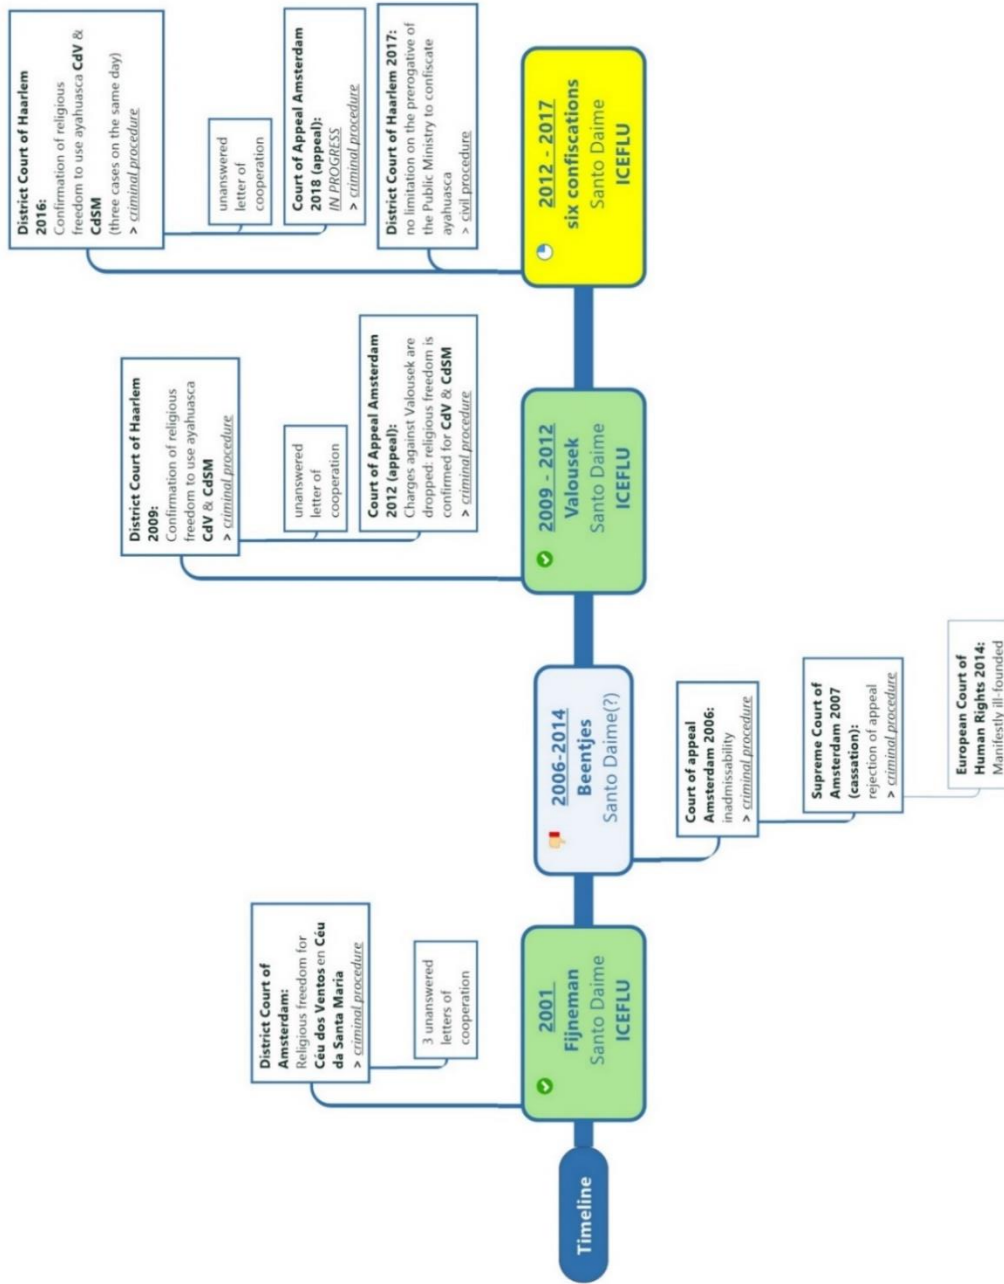 Timeline
2001
Fijneman
Santo Daime
ICEFLU
District Court of
Amsterdam:
Religious freedom for
Céu dos Ventos en Céu
da Santa Maria
> criminal procedure
3 unanswered
letters of
cooperation
2006-2014
Beentjes
Santo Daime(?)
Court of appeal
Amsterdam 2006:
inadmissability
> criminal procedure
Supreme Court of
Amsterdam 2007
(cassation):
rejection of appeal
> criminal procedure
European Court of
Human Rights 2014:
Manifestly ill-founded
2009 - 2012
Valousek
Santo Daime
ICEFLU
District Court of Haarlem
2009:
Confirmation of religious
freedom to use ayahuasca
CdV & CdSM
> criminal procedure
unanswered
letter of
cooperation
Court of Appeal Amsterdam
2012 (appeal):
Charges against Valousek are
dropped: religious freedom is
confirmed for CdV & CdSM
> criminal procedure
2012 - 2017
six confiscations
Santo Daime
ICEFLU
District Court of Haarlem
2016:
Confirmation of religious
freedom to use ayahuasca CdV &
CdSM
(three cases on the same day)
> criminal procedure
unanswered
letter of
cooperation
Court of Appeal Amsterdam
2018 (appeal):
IN PROGRESS
> criminal procedure
District Court of Haarlem 2017:
no limitation on the prerogative of
the Public Ministry to confiscate
ayahuasca
> civil procedure